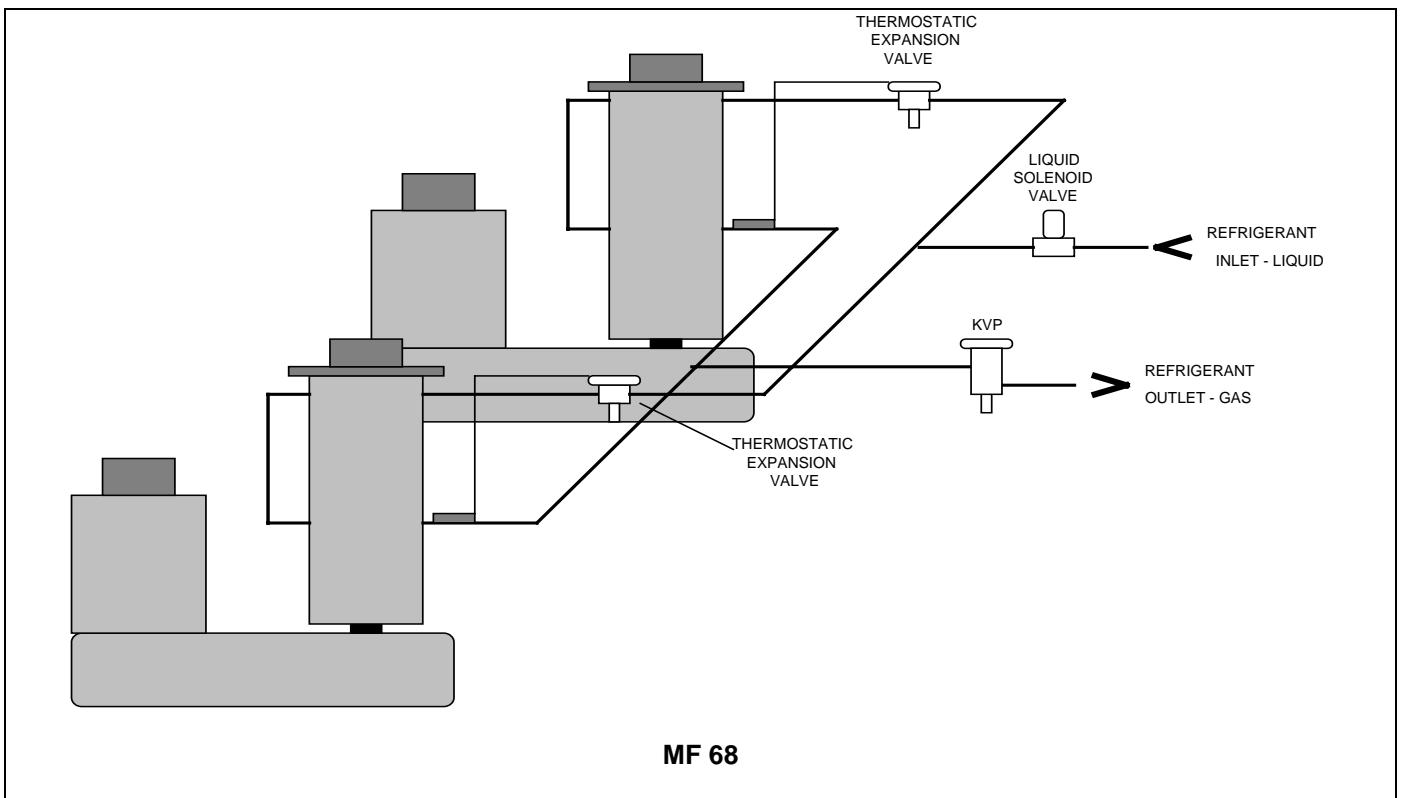 THERMOSTATIC
EXPANSION
VALVE
LIQUID
SOLENOID
VALVE
REFRIGERANT
INLET - LIQUID
KVP
REFRIGERANT
OUTLET - GAS
THERMOSTATIC
EXPANSION
VALVE
MF 68